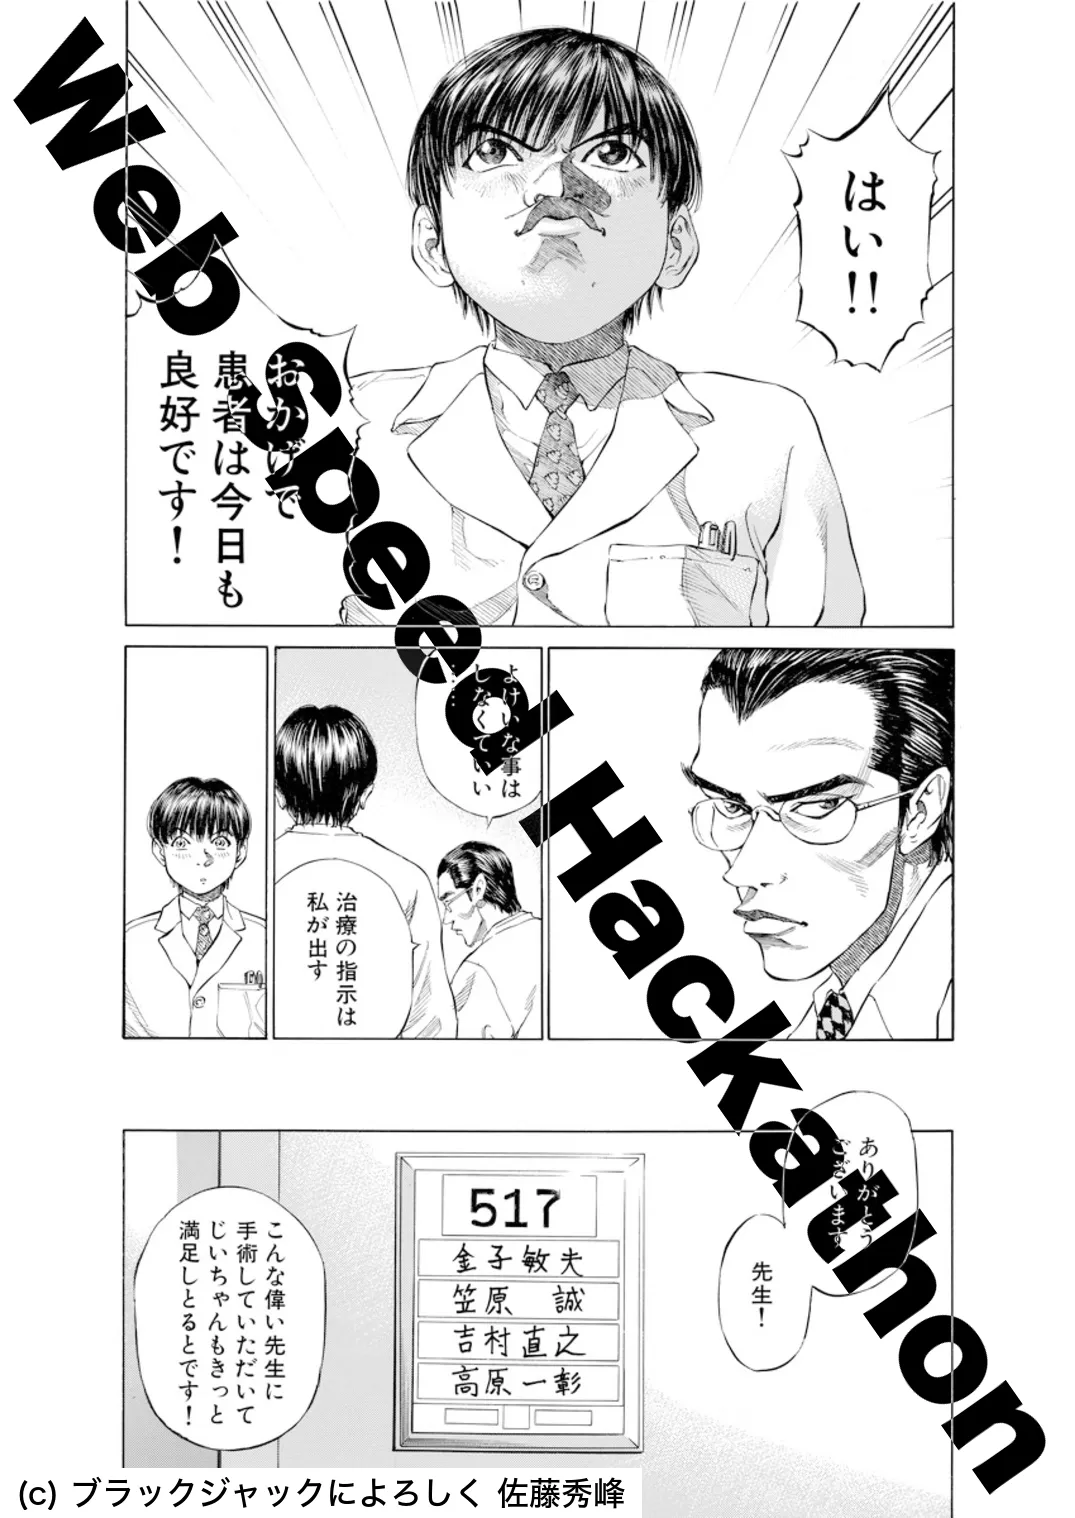 Web Speed Hackathon
はい!!
おかげで
患者は今日も
良好です!
よけいな事は
しなくていい
…
治療の指示は
私が出す
ありがとう
ございます
先生!
517
金子敏夫
笠原　誠
吉村直之
高原一彰
こんな偉い先生に
手術していただいて
じいちゃんもきっと
満足しとるとです!
(c) ブラックジャックによろしく 佐藤秀峰